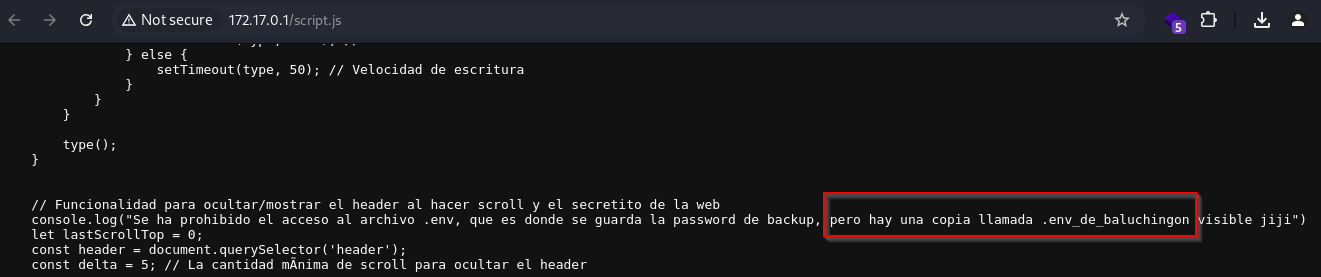 Not secure 172.17.0.1/script.js
5
} else {
setTimeout(type, 50); // Velocidad de escritura
}
}
}
type();
}
// Funcionalidad para ocultar/mostrar el header al hacer scroll y el secretito de la web
console.log("Se ha prohibido el acceso al archivo .env, que es donde se guarda la password de backup, pero hay una copia llamada .env_de_baluchingon visible jiji")
let lastScrollTop = 0;
const header = document.querySelector('header');
const delta = 5; // La cantidad mÃnima de scroll para ocultar el header